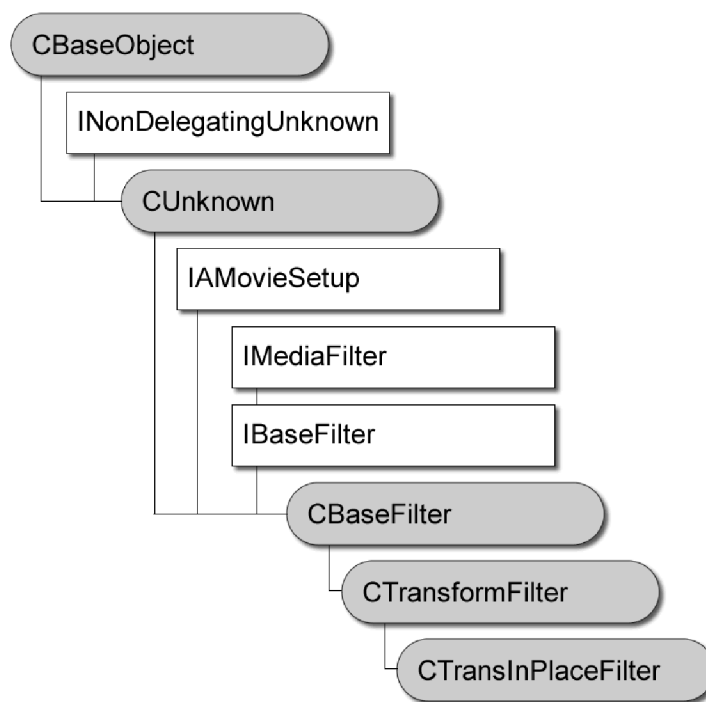 CBaseObject
INonDelegatingUnknown
CUnknown
IAMovieSetup
IMediaFilter
IBaseFilter
CBaseFilter
CTransformFilter
CTransInPlaceFilter